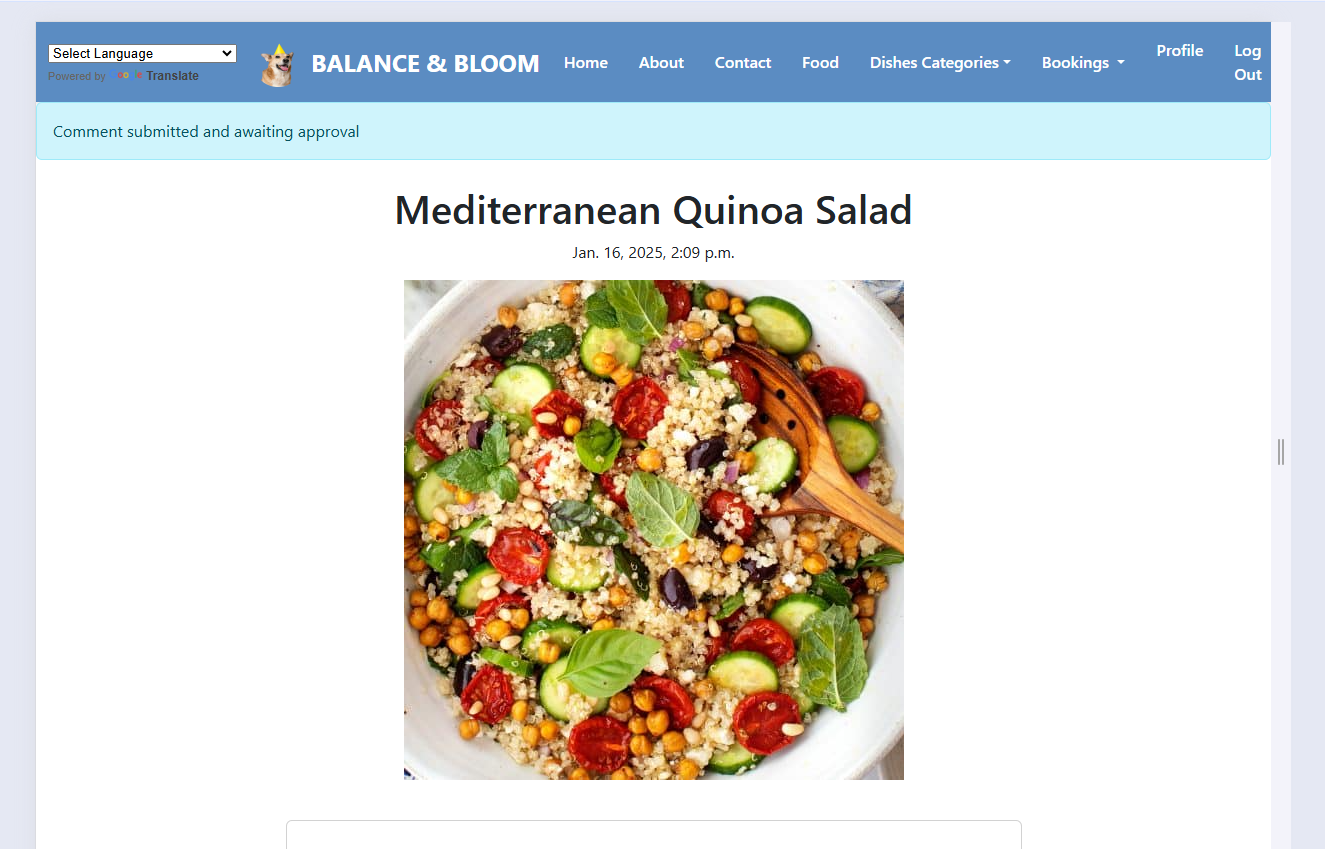 Select Language
Powered by Translate
BALANCE & BLOOM
Home
About
Contact
Food
Dishes Categories
Bookings
Profile
Log
Out
Comment submitted and awaiting approval
Mediterranean Quinoa Salad
Jan. 16, 2025, 2:09 p.m.